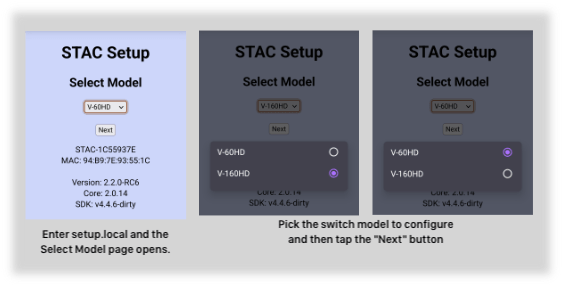 STAC Setup
Select Model
V-60HD
Next
STAC-1C55937E
MAC: 94:B9:7E:93:55:1C
Version: 2.2.0-RC6
Core: 2.0.14
SDK: v4.4.6-dirty
Enter setup.local and the
Select Model page opens.
STAC Setup
Select Model
V-160HD
Next
V-60HD
V-160HD
Core: 2.0.14
SDK: v4.4.6-dirty
STAC Setup
Select Model
V-60HD
Next
V-60HD
V-160HD
Core: 2.0.14
SDK: v4.4.6-dirty
Pick the switch model to configure
and then tap the "Next" button